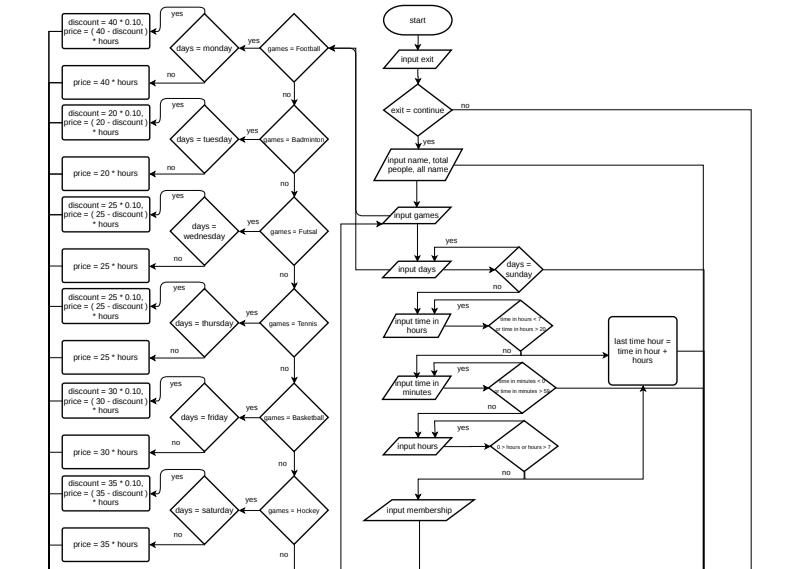 start
input exit
exit = continue
no
yes
input name, total
people, all name
input games
input days
yes
days =
sunday
no
input time in
hours
yes
time in hours < 7
or time in hours > 20
no
last time hour =
time in hour +
hours
input time in
minutes
yes
time in minutes < 0
or time in minutes > 59
no
input hours
yes
0 > hours or hours > 7
no
input membership
discount = 40 * 0.10,
price = ( 40 - discount )
* hours
yes
days = monday
yes
games = Football
no
no
price = 40 * hours
discount = 20 * 0.10,
price = ( 20 - discount )
* hours
yes
days = tuesday
yes
games = Badminton
no
no
price = 20 * hours
discount = 25 * 0.10,
price = ( 25 - discount )
* hours
yes
days =
wednesday
yes
games = Futsal
no
no
price = 25 * hours
discount = 25 * 0.10,
price = ( 25 - discount )
* hours
yes
days = thursday
yes
games = Tennis
no
no
price = 25 * hours
discount = 30 * 0.10,
price = ( 30 - discount )
* hours
yes
days = friday
yes
games = Basketball
no
no
price = 30 * hours
discount = 35 * 0.10,
price = ( 35 - discount )
* hours
yes
days = saturday
yes
games = Hockey
no
no
price = 35 * hours